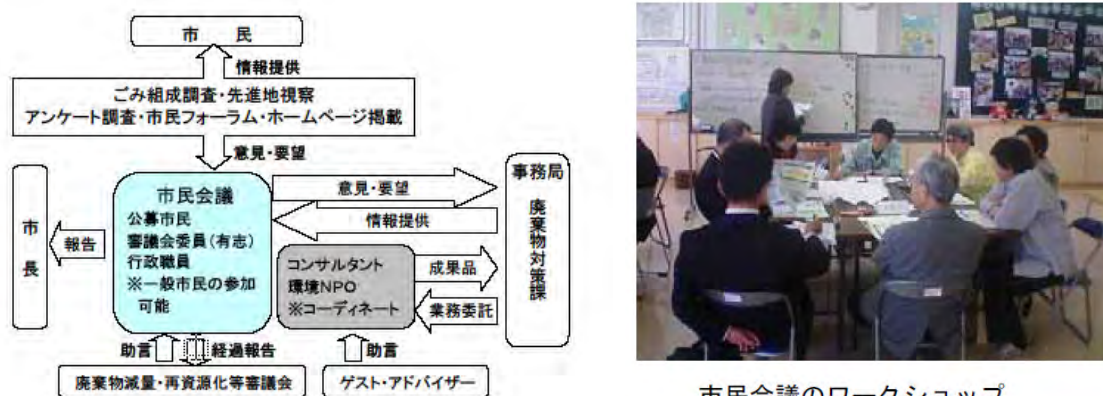 市　民
情報提供
ごみ組成調査・先進地視察
アンケート調査・市民フォーラム・ホームページ掲載
意見・要望
市長
報告
市民会議
公募市民
審議会委員(有志)
行政職員
※一般市民の参加
可能
意見・要望
情報提供
コンサルタント
環境NPO
※コーディネート
成果品
業務委託
事務局
廃棄物対策課
助言
経過報告
助言
廃棄物減量・再資源化等審議会
ゲスト・アドバイザー
市民会議のワークショップ